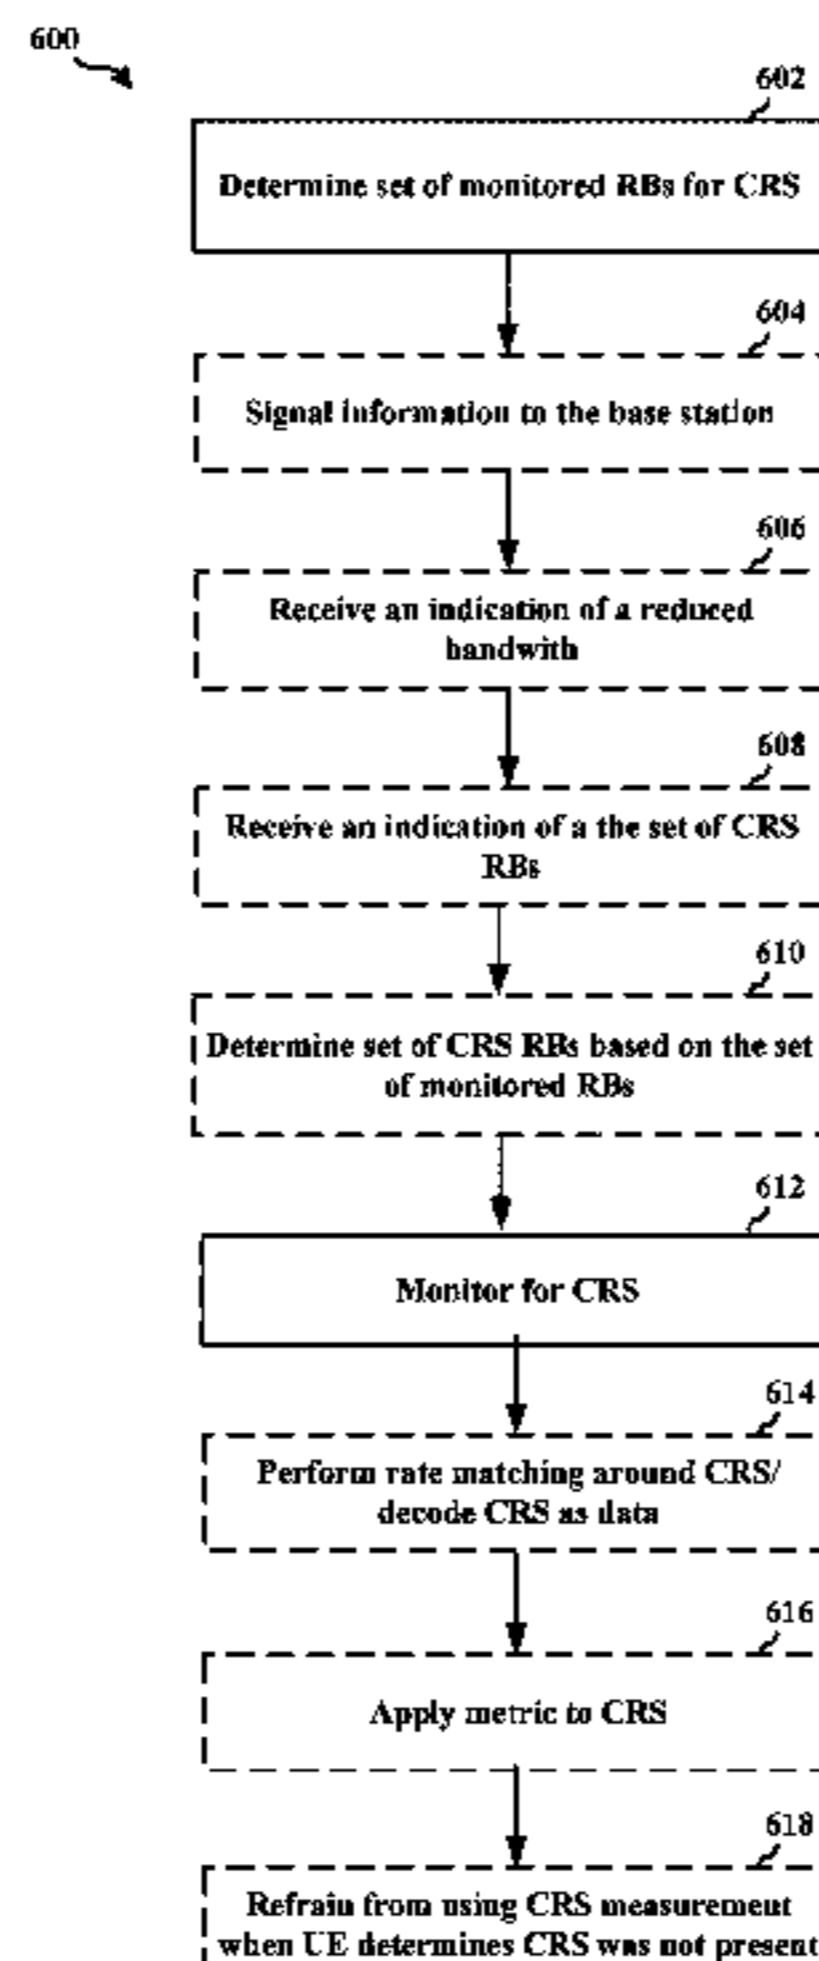 600
602
Determine set of monitored RBs for CRS
604
Signal information to the base station
606
Receive an indication of a reduced
bandwith
608
Receive an indication of a the set of CRS
RBs
610
Determine set of CRS RBs based on the set
of monitored RBs
612
Monitor for CRS
614
Perform rate matching around CRS/
decode CRS as data
616
Apply metric to CRS
618
Refrain from using CRS measurement
when UE determines CRS was not present